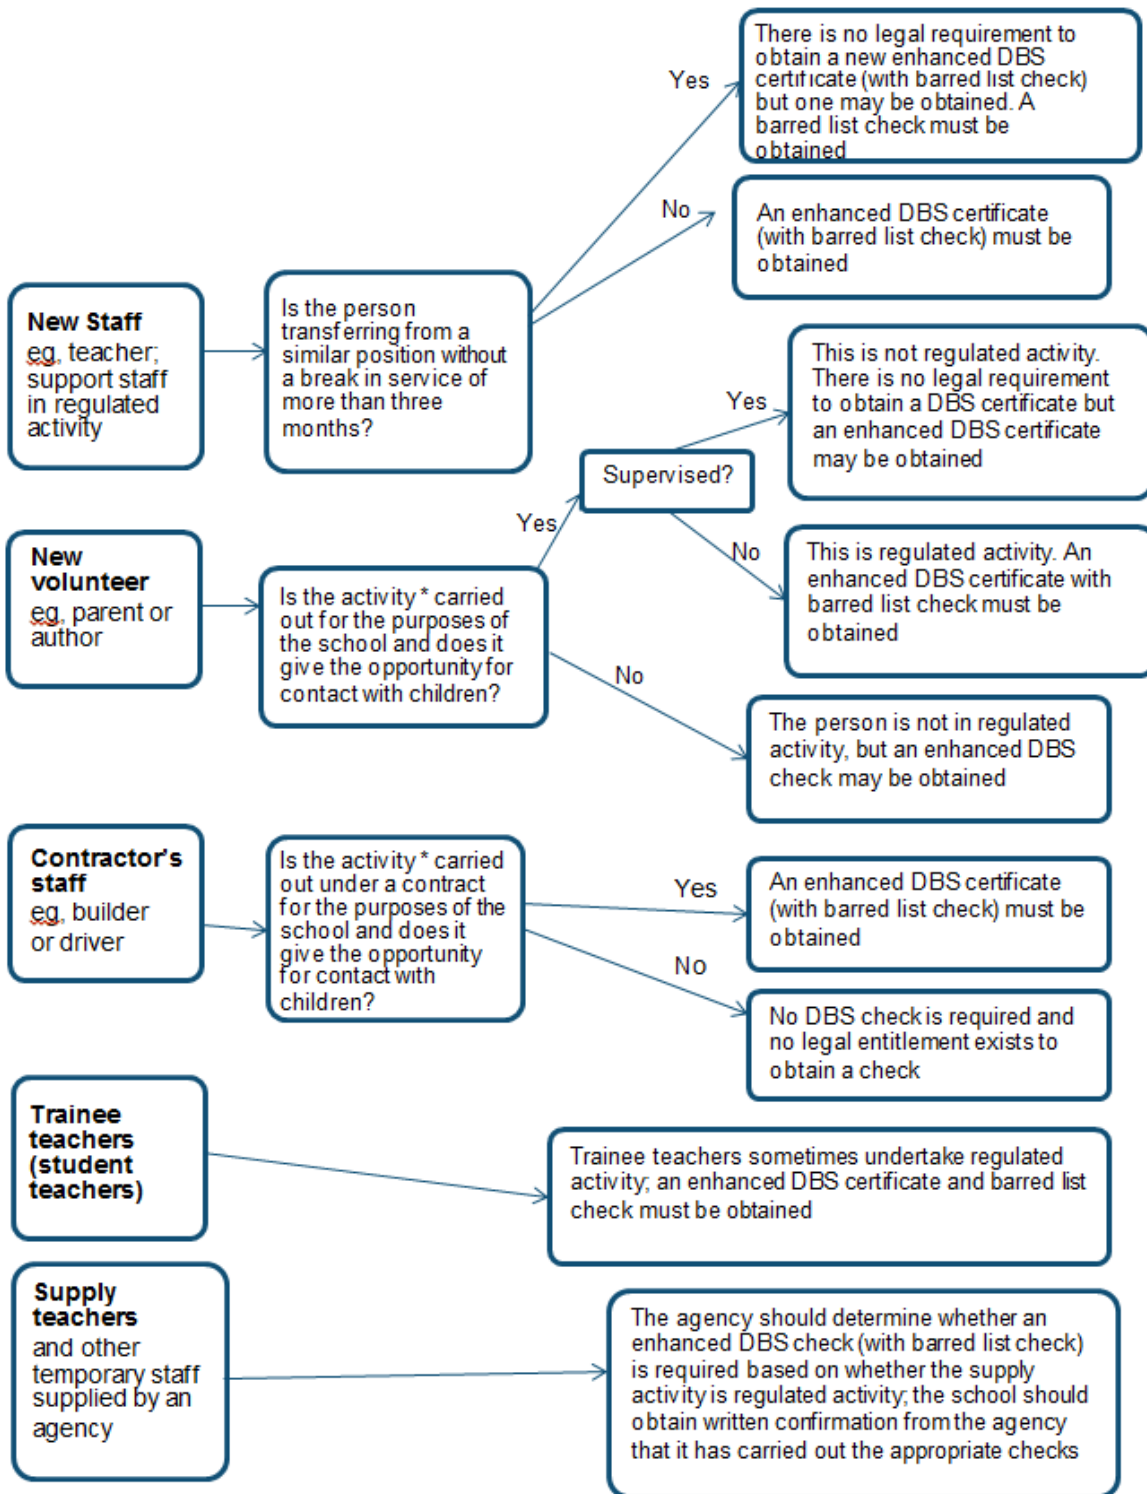 There is no legal requirement to
obtain a new enhanced DBS
certificate (with barred list check)
but one may be obtained. A
barred list check must be
obtained
Yes
No
An enhanced DBS certificate
(with barred list check) must be
obtained
New Staff
eg, teacher;
support staff
in regulated
activity
Is the person
transferring from a
similar position without
a break in service of
more than three
months?
This is not regulated activity.
There is no legal requirement
to obtain a DBS certificate but
an enhanced DBS certificate
may be obtained
Yes
Supervised?
Yes
No
This is regulated activity. An
enhanced DBS certificate with
barred list check must be
obtained
New
volunteer
eg, parent or
author
Is the activity * carried
out for the purposes of
the school and does it
give the opportunity for
contact with children?
No
The person is not in regulated
activity, but an enhanced DBS
check may be obtained
Contractor's
staff
eg, builder
or driver
Is the activity * carried
out under a contract
for the purposes of the
school and does it
give the opportunity
for contact with
children?
Yes
An enhanced DBS certificate
(with barred list check) must be
obtained
No
No DBS check is required and
no legal entitlement exists to
obtain a check
Trainee
teachers
(student
teachers)
Trainee teachers sometimes undertake regulated
activity; an enhanced DBS certificate and barred list
check must be obtained
Supply
teachers
and other
temporary staff
supplied by an
agency
The agency should determine whether an
enhanced DBS check (with barred list check)
is required based on whether the supply
activity is regulated activity; the school should
obtain written confirmation from the agency
that it has carried out the appropriate checks